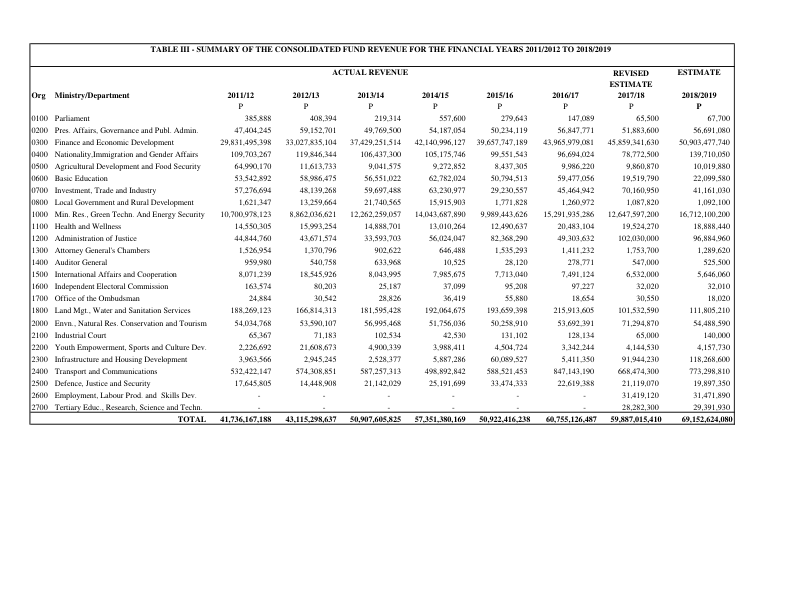 TABLE III - SUMMARY OF THE CONSOLIDATED FUND REVENUE FOR THE FINANCIAL YEARS 2011/2012 TO 2018/2019
ACTUAL REVENUE REVISED ESTIMATE
ESTIMATE
Org Ministry/Department 2011/12 2012/13 2013/14 2014/15 2015/16 2016/17 2017/18 2018/2019
P P P P P P P P
0100 Parliament 385,888 408,394 219,314 557,600 279,643 147,089 65,500 67,700
0200 Pres. Affairs, Governance and Publ. Admin. 47,404,245 59,152,701 49,769,500 54,187,054 50,234,119 56,847,771 51,883,600 56,691,080
0300 Finance and Economic Development 29,831,495,398 33,027,835,104 37,429,251,514 42,140,996,127 39,657,747,189 43,965,979,081 45,859,341,630 50,903,477,740
0400 Nationality,Immigration and Gender Affairs 109,703,267 119,846,344 106,437,300 105,175,746 99,551,543 96,694,024 78,772,500 139,710,050
0500 Agricultural Development and Food Security 64,990,170 11,613,733 9,041,575 9,272,852 8,437,305 9,986,220 9,860,870 10,019,880
0600 Basic Education 53,542,892 58,986,475 56,551,022 62,782,024 50,794,513 59,477,056 19,519,790 22,099,580
0700 Investment, Trade and Industry 57,276,694 48,139,268 59,697,488 63,230,977 29,230,557 45,464,942 70,160,950 41,161,030
0800 Local Government and Rural Development 1,621,347 13,259,664 21,740,565 15,915,903 1,771,828 1,260,972 1,087,820 1,092,100
1000 Min. Res., Green Techn. And Energy Security 10,700,978,123 8,862,036,621 12,262,259,057 14,043,687,890 9,989,443,626 15,291,935,286 12,647,597,200 16,712,100,200
1100 Health and Wellness 14,550,305 15,993,254 14,888,701 13,010,264 12,490,637 20,483,104 19,524,270 18,888,440
1200 Administration of Justice 44,844,760 43,671,574 33,593,703 56,024,047 82,368,290 49,303,632 102,030,000 96,884,960
1300 Attorney General's Chambers 1,526,954 1,370,796 902,622 646,488 1,535,293 1,411,232 1,753,700 1,289,620
1400 Auditor General 959,980 540,758 633,968 10,525 28,120 278,771 547,000 525,500
1500 International Affairs and Cooperation 8,071,239 18,545,926 8,043,995 7,985,675 7,713,040 7,491,124 6,532,000 5,646,060
1600 Independent Electoral Commission 163,574 80,203 25,187 37,099 95,208 97,227 32,020 32,010
1700 Office of the Ombudsman 24,884 30,542 28,826 36,419 55,880 18,654 30,550 18,020
1800 Land Mgt., Water and Sanitation Services 188,269,123 166,814,313 181,595,428 192,064,675 193,659,398 215,913,605 101,532,590 111,805,210
2000 Envn., Natural Res. Conservation and Tourism 54,034,768 53,590,107 56,995,468 51,756,036 50,258,910 53,692,391 71,294,870 54,488,590
2100 Industrial Court 65,367 71,183 102,534 42,530 131,102 128,134 65,000 140,000
2200 Youth Empowerment, Sports and Culture Dev. 2,226,692 21,608,673 4,900,339 3,988,411 4,504,724 3,342,244 4,144,530 4,157,730
2300 Infrastructure and Housing Development 3,963,566 2,945,245 2,528,377 5,887,286 60,089,527 5,411,350 91,944,230 118,268,600
2400 Transport and Communications 532,422,147 574,308,851 587,257,313 498,892,842 588,521,453 847,143,190 668,474,300 773,298,810
2500 Defence, Justice and Security 17,645,805 14,448,908 21,142,029 25,191,699 33,474,333 22,619,388 21,119,070 19,897,350
2600 Employment, Labour Prod. and Skills Dev. - - - - - - 31,419,120 31,471,890
2700 Tertiary Educ., Research, Science and Techn. - - - - - - 28,282,300 29,391,930
TOTAL 41,736,167,188 43,115,298,637 50,907,605,825 57,351,380,169 50,922,416,238 60,755,126,487 59,887,015,410 69,152,624,080